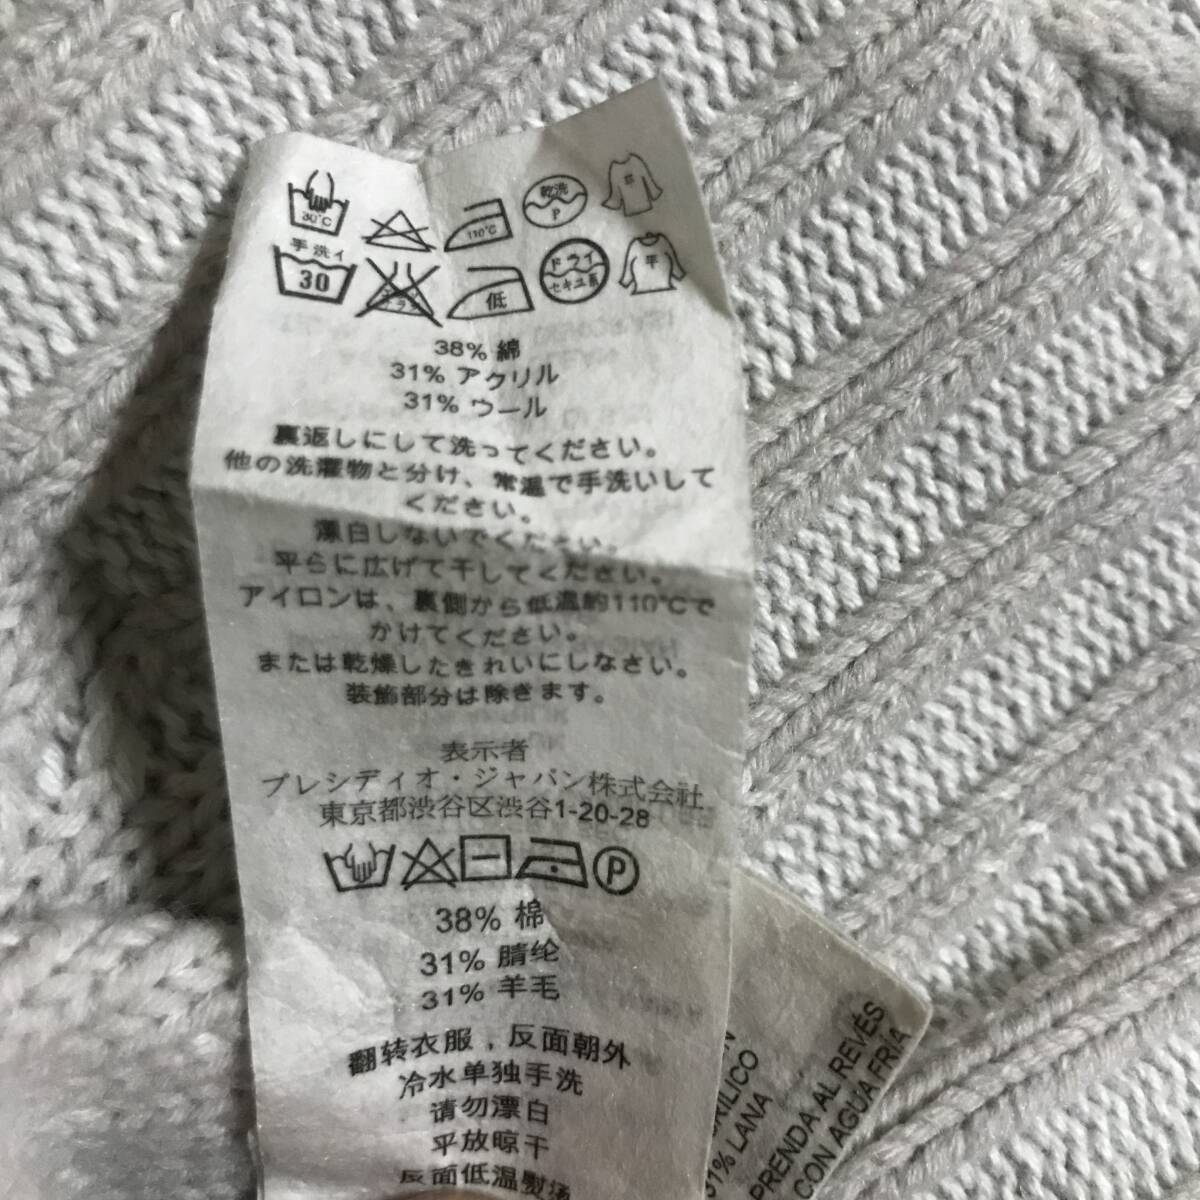 30°C
110°C
乾洗
P
平
手洗イ
30
低
ドライ
セキユ系
平
38% 綿
31% アクリル
31% ウール
裏返しにして洗ってください。
他の洗濯物と分け、常温で手洗いして
ください。
漂白しないでください。
平らに広げて干してください。
アイロンは、裏側から低温約110°Cで
かけてください。
または乾燥したきれいにしなさい。
装飾部分は除きます。
表示者
プレシディオ・ジャパン株式会社
東京都渋谷区渋谷1-20-28
P
38% 棉
31% 腈纶
31% 羊毛
翻转衣服，反面朝外
冷水单独手洗
请勿漂白
平放晾干
反面低温熨烫
31% LANA
PRENDA AL REVÉS
CON AGUA FRÍA